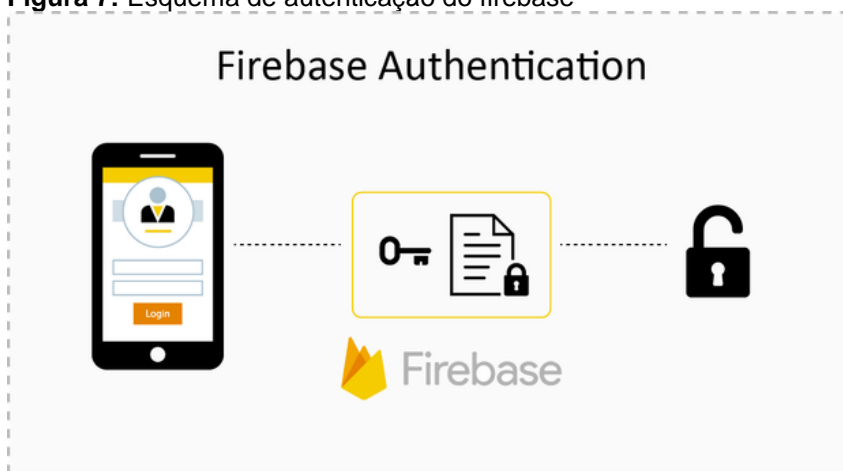 Figura 7: Esquema de autenticação do firebase
Firebase Authentication
Login
Firebase